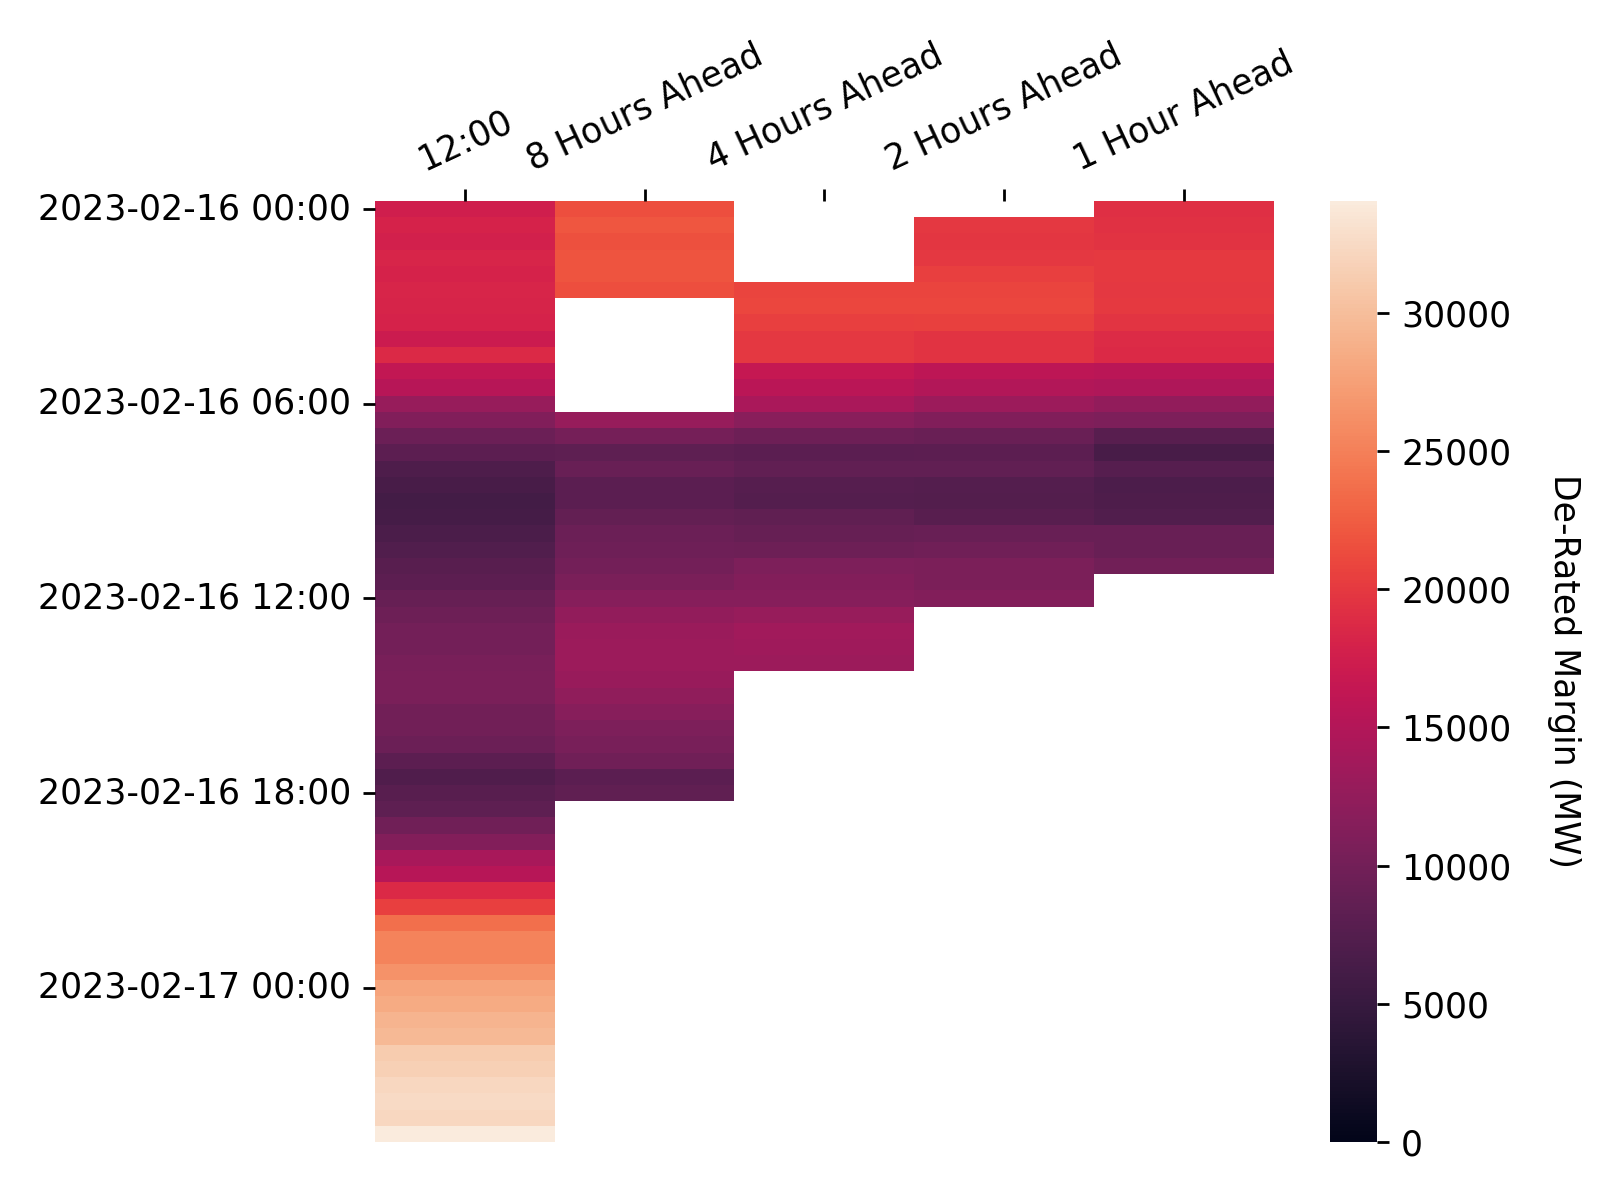 12:00
8 Hours Ahead
4 Hours Ahead
2 Hours Ahead
1 Hour Ahead
2023-02-16 00:00
2023-02-16 06:00
2023-02-16 12:00
2023-02-16 18:00
2023-02-17 00:00
30000
25000
20000
15000
10000
5000
0
De-Rated Margin (MW)